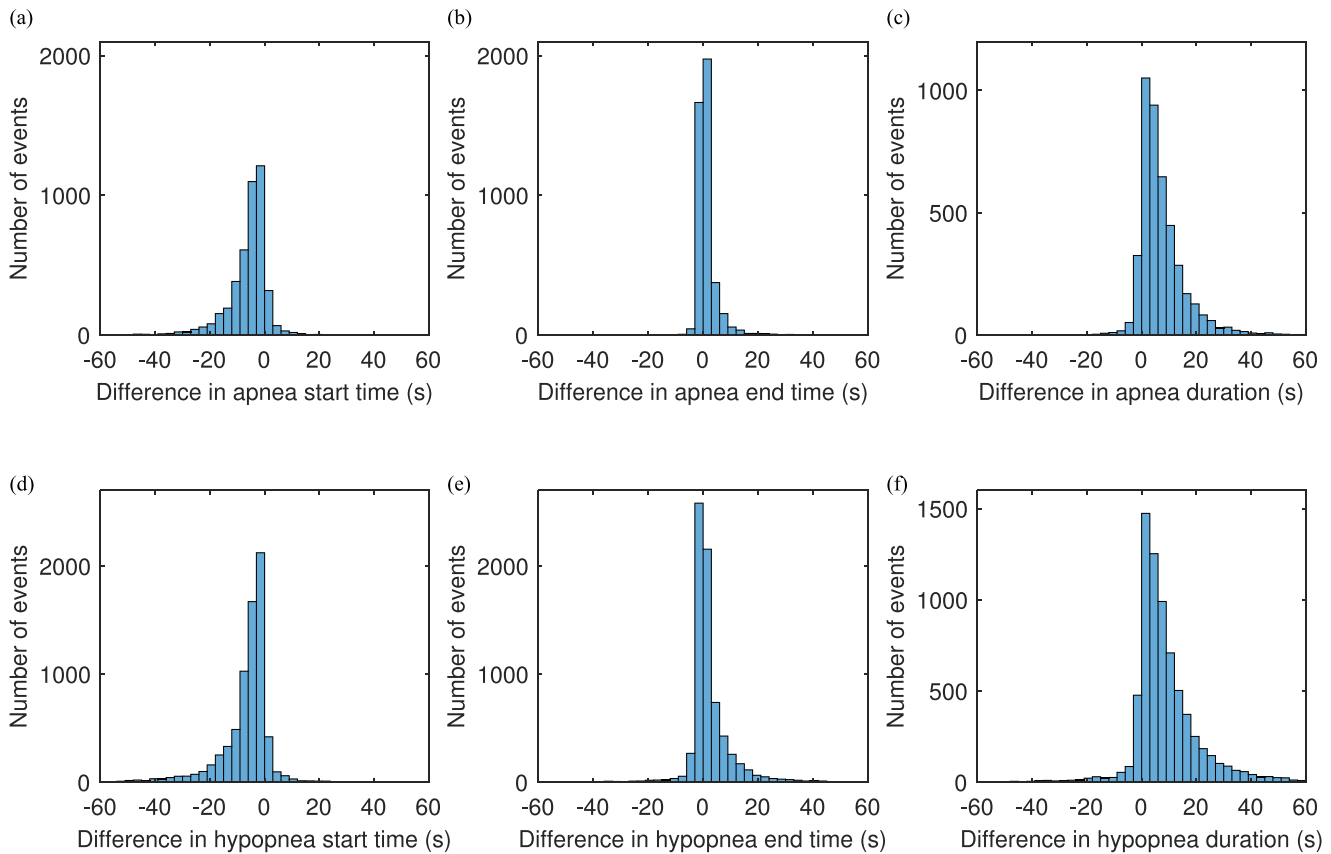 (a)
(b)
(c)
2000
1000
0
Number of events
-60 -40 -20 0 20 40 60
Difference in apnea start time (s)
2000
1000
0
Number of events
-60 -40 -20 0 20 40 60
Difference in apnea end time (s)
1000
500
0
Number of events
-60 -40 -20 0 20 40 60
Difference in apnea duration (s)
(d)
(e)
(f)
2000
1000
0
Number of events
-60 -40 -20 0 20 40 60
Difference in hypopnea start time (s)
2000
1000
0
Number of events
-60 -40 -20 0 20 40 60
Difference in hypopnea end time (s)
1500
1000
500
0
Number of events
-60 -40 -20 0 20 40 60
Difference in hypopnea duration (s)